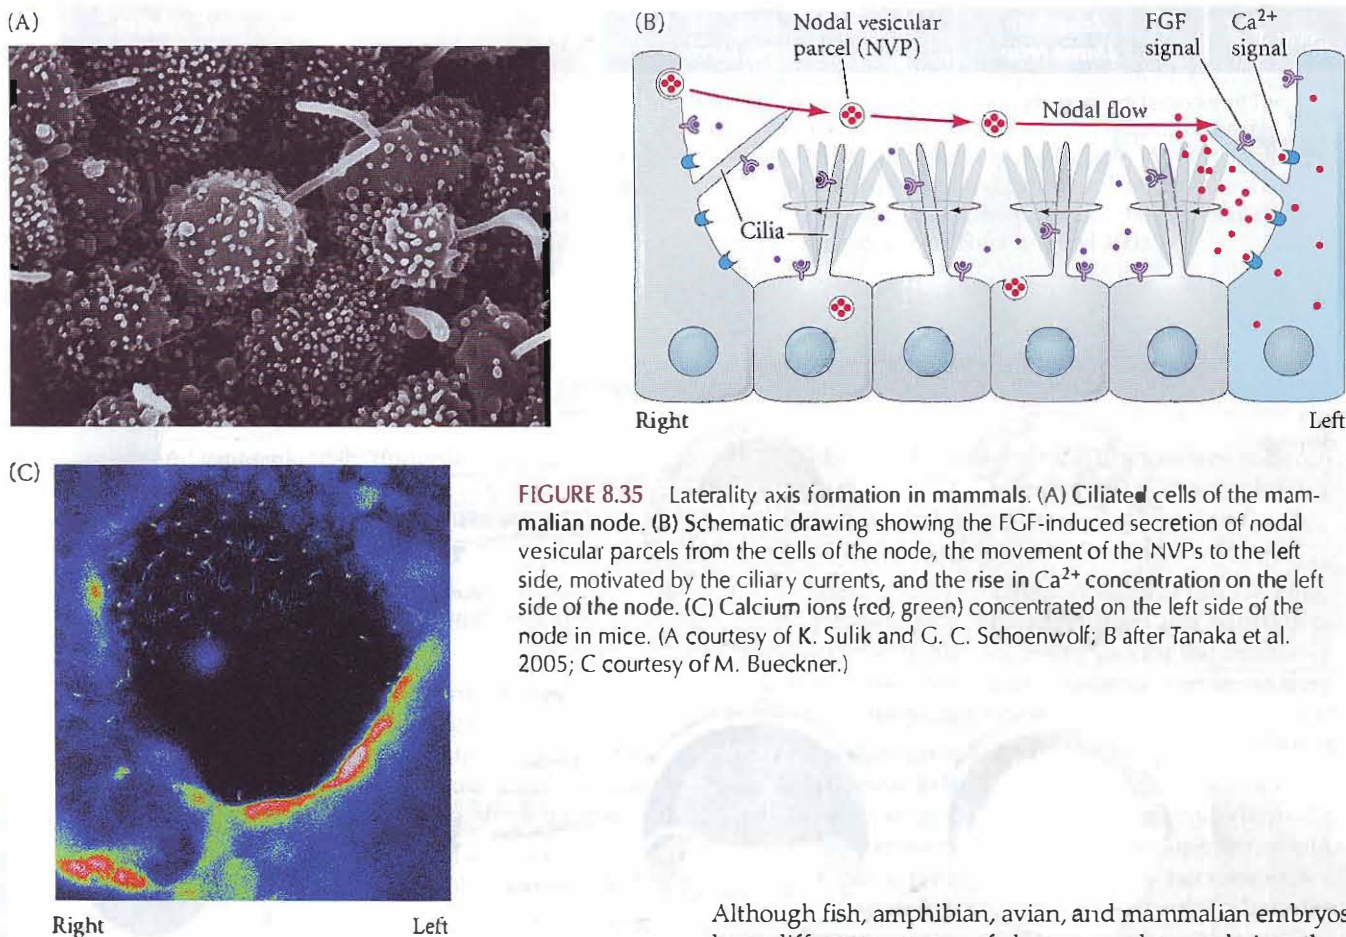 (A)
(B)
Nodal vesicular
parcel (NVP)
FGF
signal
Ca2+
signal
Nodal flow
Cilia
Right
Left
(C)
Right
Left
FIGURE 8.35 Laterality axis formation in mammals. (A) Ciliated cells of the mam-
malian node. (B) Schematic drawing showing the FGF-induced secretion of nodal
vesicular parcels from the cells of the node, the movement of the NVPs to the left
side, motivated by the ciliary currents, and the rise in Ca2+ concentration on the left
side of the node. (C) Calcium ions (red, green) concentrated on the left side of the
node in mice. (A courtesy of K. Sulik and G. C. Schoenwolf; B after Tanaka et al.
2005; C courtesy of M. Bueckner.)
Although fish, amphibian, avian, and mammalian embryos